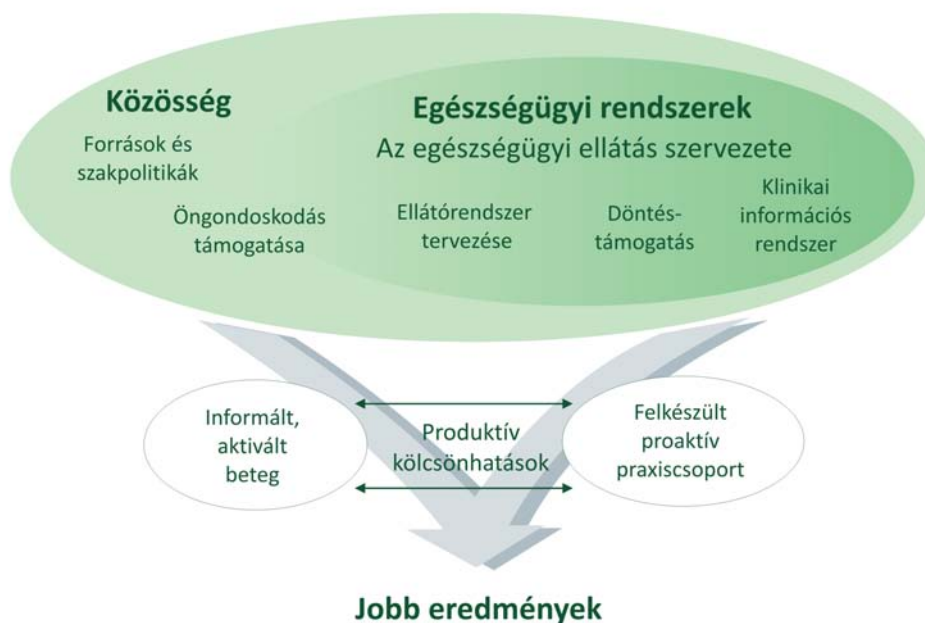 Közösség
Források és
szakpolitikák
Öngondoskodás
támogatása
Egészségügyi rendszerek
Az egészségügyi ellátás szervezete
Ellátórendszer
tervezése
Döntés-
támogatás
Klinikai
információs
rendszer
Informált,
aktivált
beteg
Produktív
kölcsönhatások
Felkészült
proaktív
praxiscsoport
Jobb eredmények